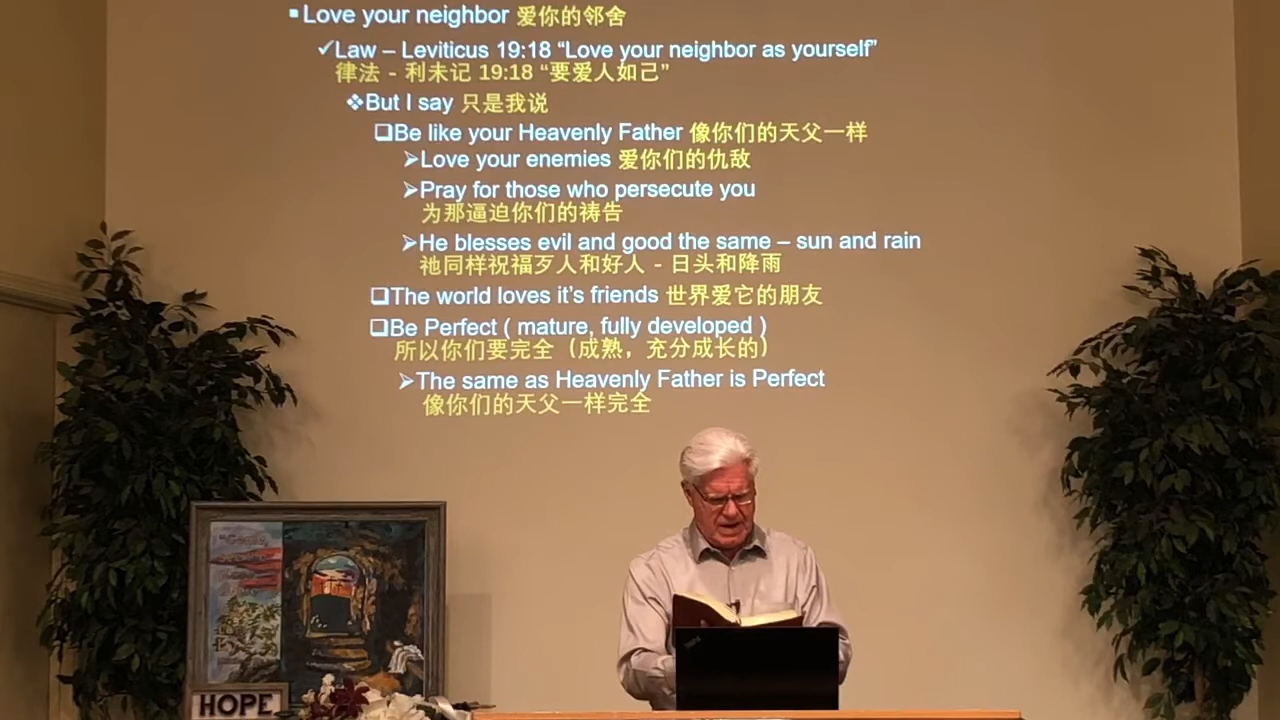 ▪Love your neighbor 爱你的邻舍
✓Law – Leviticus 19:18 “Love your neighbor as yourself”
律法 - 利未记 19:18 “要爱人如己”
❖But I say 只是我说
❑Be like your Heavenly Father 像你们的天父一样
➢Love your enemies 爱你们的仇敌
➢Pray for those who persecute you
为那逼迫你们的祷告
➢He blesses evil and good the same – sun and rain
祂同样祝福歹人和好人 - 日头和降雨
❑The world loves it’s friends 世界爱它的朋友
❑Be Perfect ( mature, fully developed )
所以你们要完全（成熟，充分成长的）
➢The same as Heavenly Father is Perfect
像你们的天父一样完全
HOPE